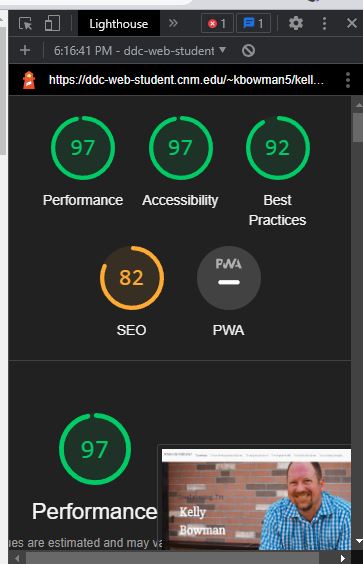 Lighthouse » 1 1
+ 6:16:41 PM - ddc-web-student
https://ddc-web-student.cnm.edu/~kbowman5/kell...
97 97 92
Performance Accessibility Best
Practices
82 PWA
SEO PWA
97
Performance
Kelly
Bowman
ues are estimated and may va